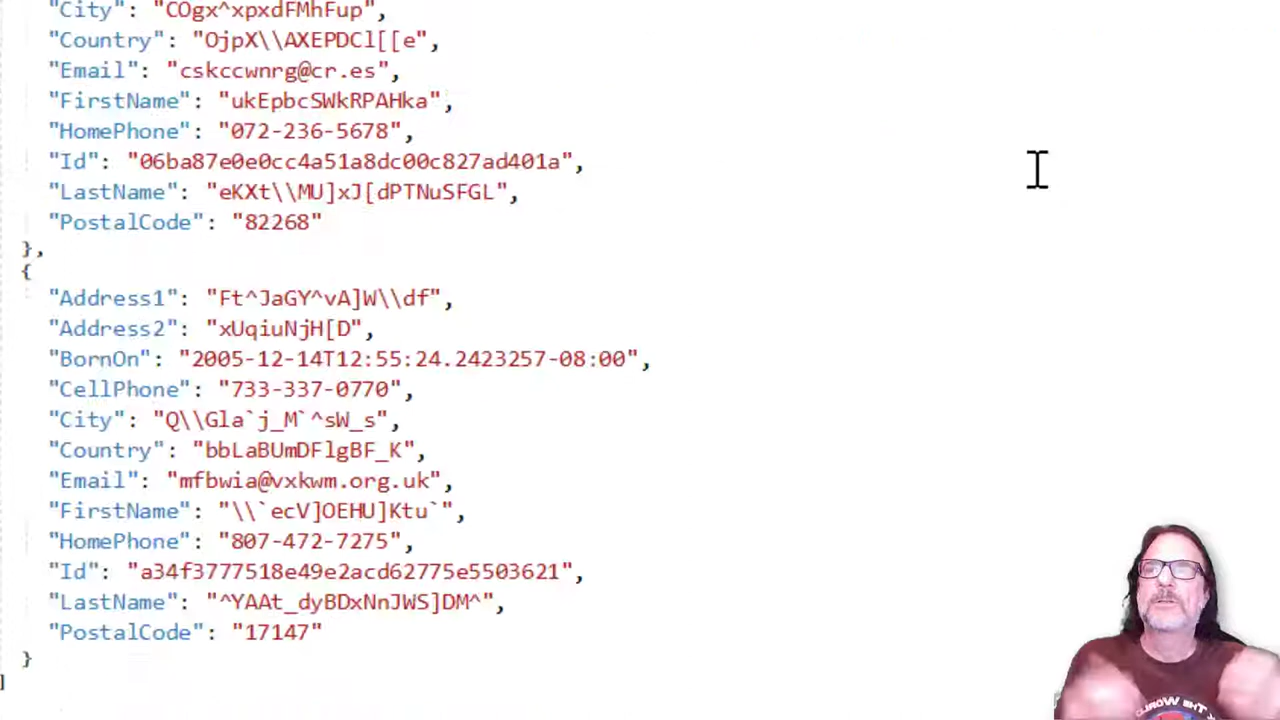 "City": "COgx^xpxdFMhFup",
"Country": "OjpX\\AXEPDCl[[e",
"Email": "cskccwnrg@cr.es",
"FirstName": "ukEpbcSWkRPAHka",
"HomePhone": "072-236-5678",
"Id": "06ba87e0e0cc4a51a8dc00c827ad401a",
"LastName": "eKXt\\MU]xJ[dPTNuSFGL",
"PostalCode": "82268"
},
{
"Address1": "Ft^JaGY^vA]W\\df",
"Address2": "xUqiuNjH[D",
"BornOn": "2005-12-14T12:55:24.2423257-08:00",
"CellPhone": "733-337-0770",
"City": "Q\\Gla`j_M`^sW_s",
"Country": "bbLaBUmDFlgBF_K",
"Email": "mfbwia@vxkwm.org.uk",
"FirstName": "\\`ecV]OEHU]Ktu`",
"HomePhone": "807-472-7275",
"Id": "a34f3777518e49e2acd62775e5503621",
"LastName": "^YAAt_dyBDxNnJWS]DM^",
"PostalCode": "17147"
}
]